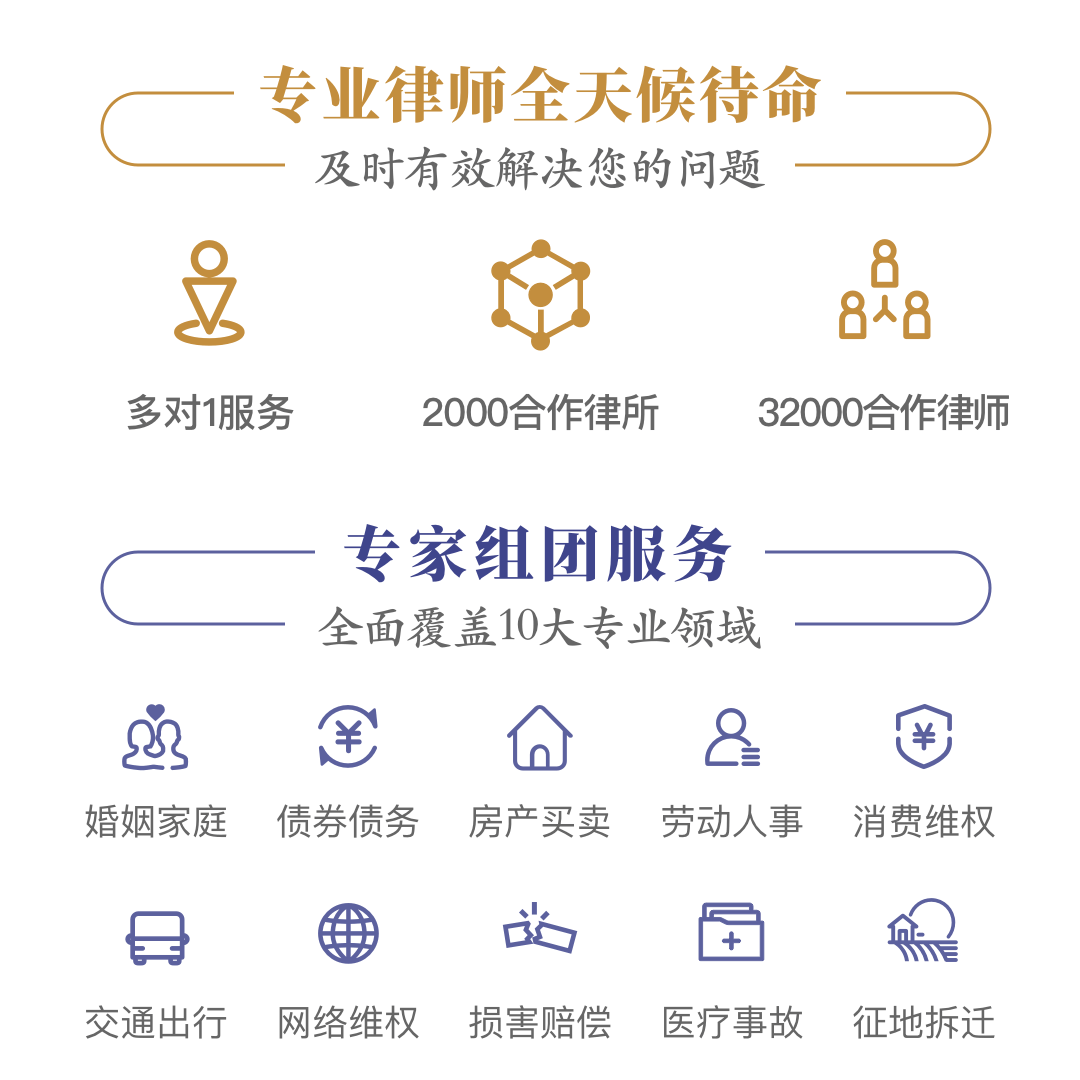 专业律师全天候待命
及时有效解决您的问题
多对1服务 2000合作律所 32000合作律师
专家组团服务
全面覆盖10大专业领域
婚姻家庭 债券债务 房产买卖 劳动人事 消费维权
交通出行 网络维权 损害赔偿 医疗事故 征地拆迁